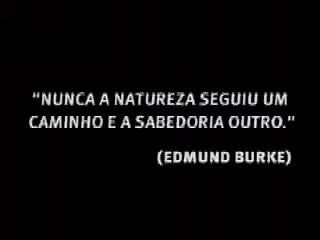 "NUNCA A NATUREZA SEGUIU UM
CAMINHO E A SABEDORIA OUTRO."
(EDMUND BURKE)